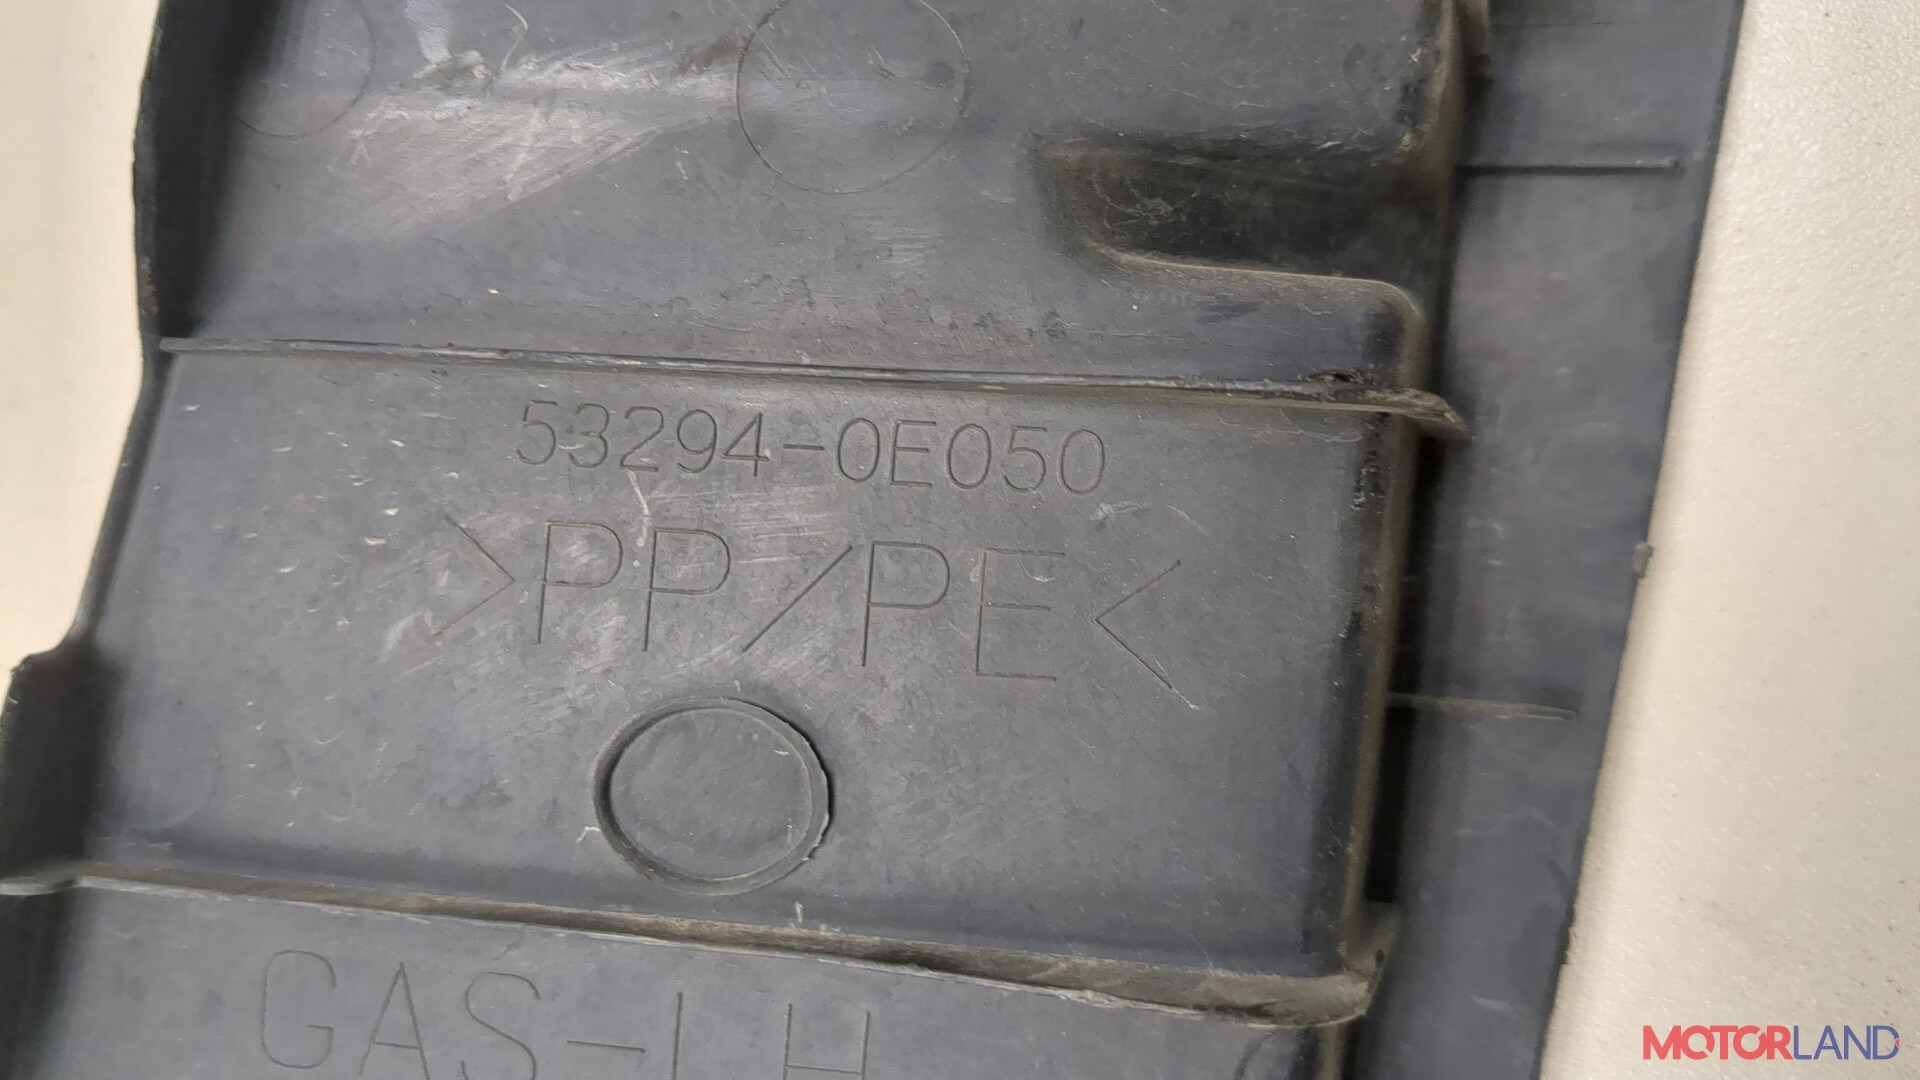 53294-0E050
>PP/PE<
GAS-LH
MOTORLAND